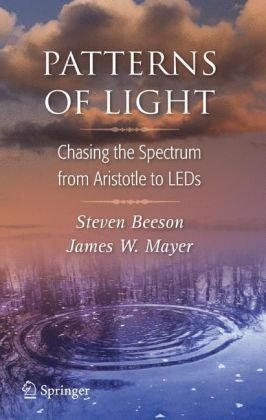 PATTERNS
OF LIGHT
Chasing the Spectrum
from Aristotle to LEDs
Steven Beeson
James W. Mayer
Springer